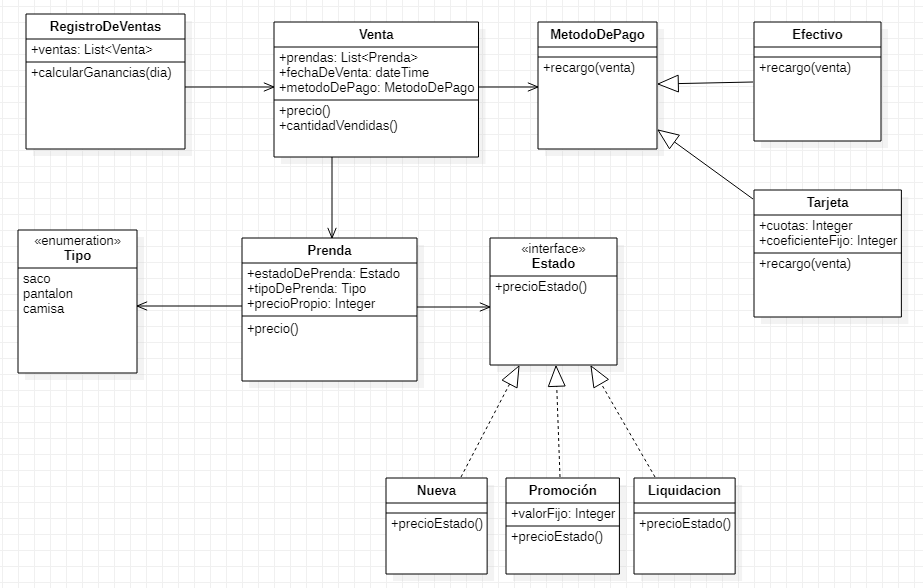 RegistroDeVentas
+ventas: List<Venta>
+calcularGanancias(dia)
Venta
+prendas: List<Prenda>
+fechaDeVenta: dateTime
+metodoDePago: MetodoDePago
+precio()
+cantidadVendidas()
MetodoDePago
+recargo(venta)
Efectivo
+recargo(venta)
Tarjeta
+cuotas: Integer
+coeficienteFijo: Integer
+recargo(venta)
«enumeration»
Tipo
saco
pantalon
camisa
Prenda
+estadoDePrenda: Estado
+tipoDePrenda: Tipo
+precioPropio: Integer
+precio()
«interface»
Estado
+precioEstado()
Nueva
+precioEstado()
Promoción
+valorFijo: Integer
+precioEstado()
Liquidacion
+precioEstado()